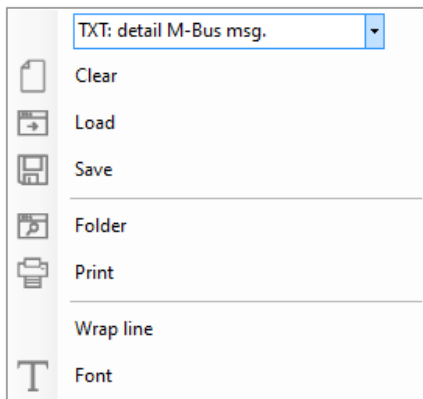 TXT: detail M-Bus msg.
Clear
Load
Save
Folder
Print
Wrap line
Font